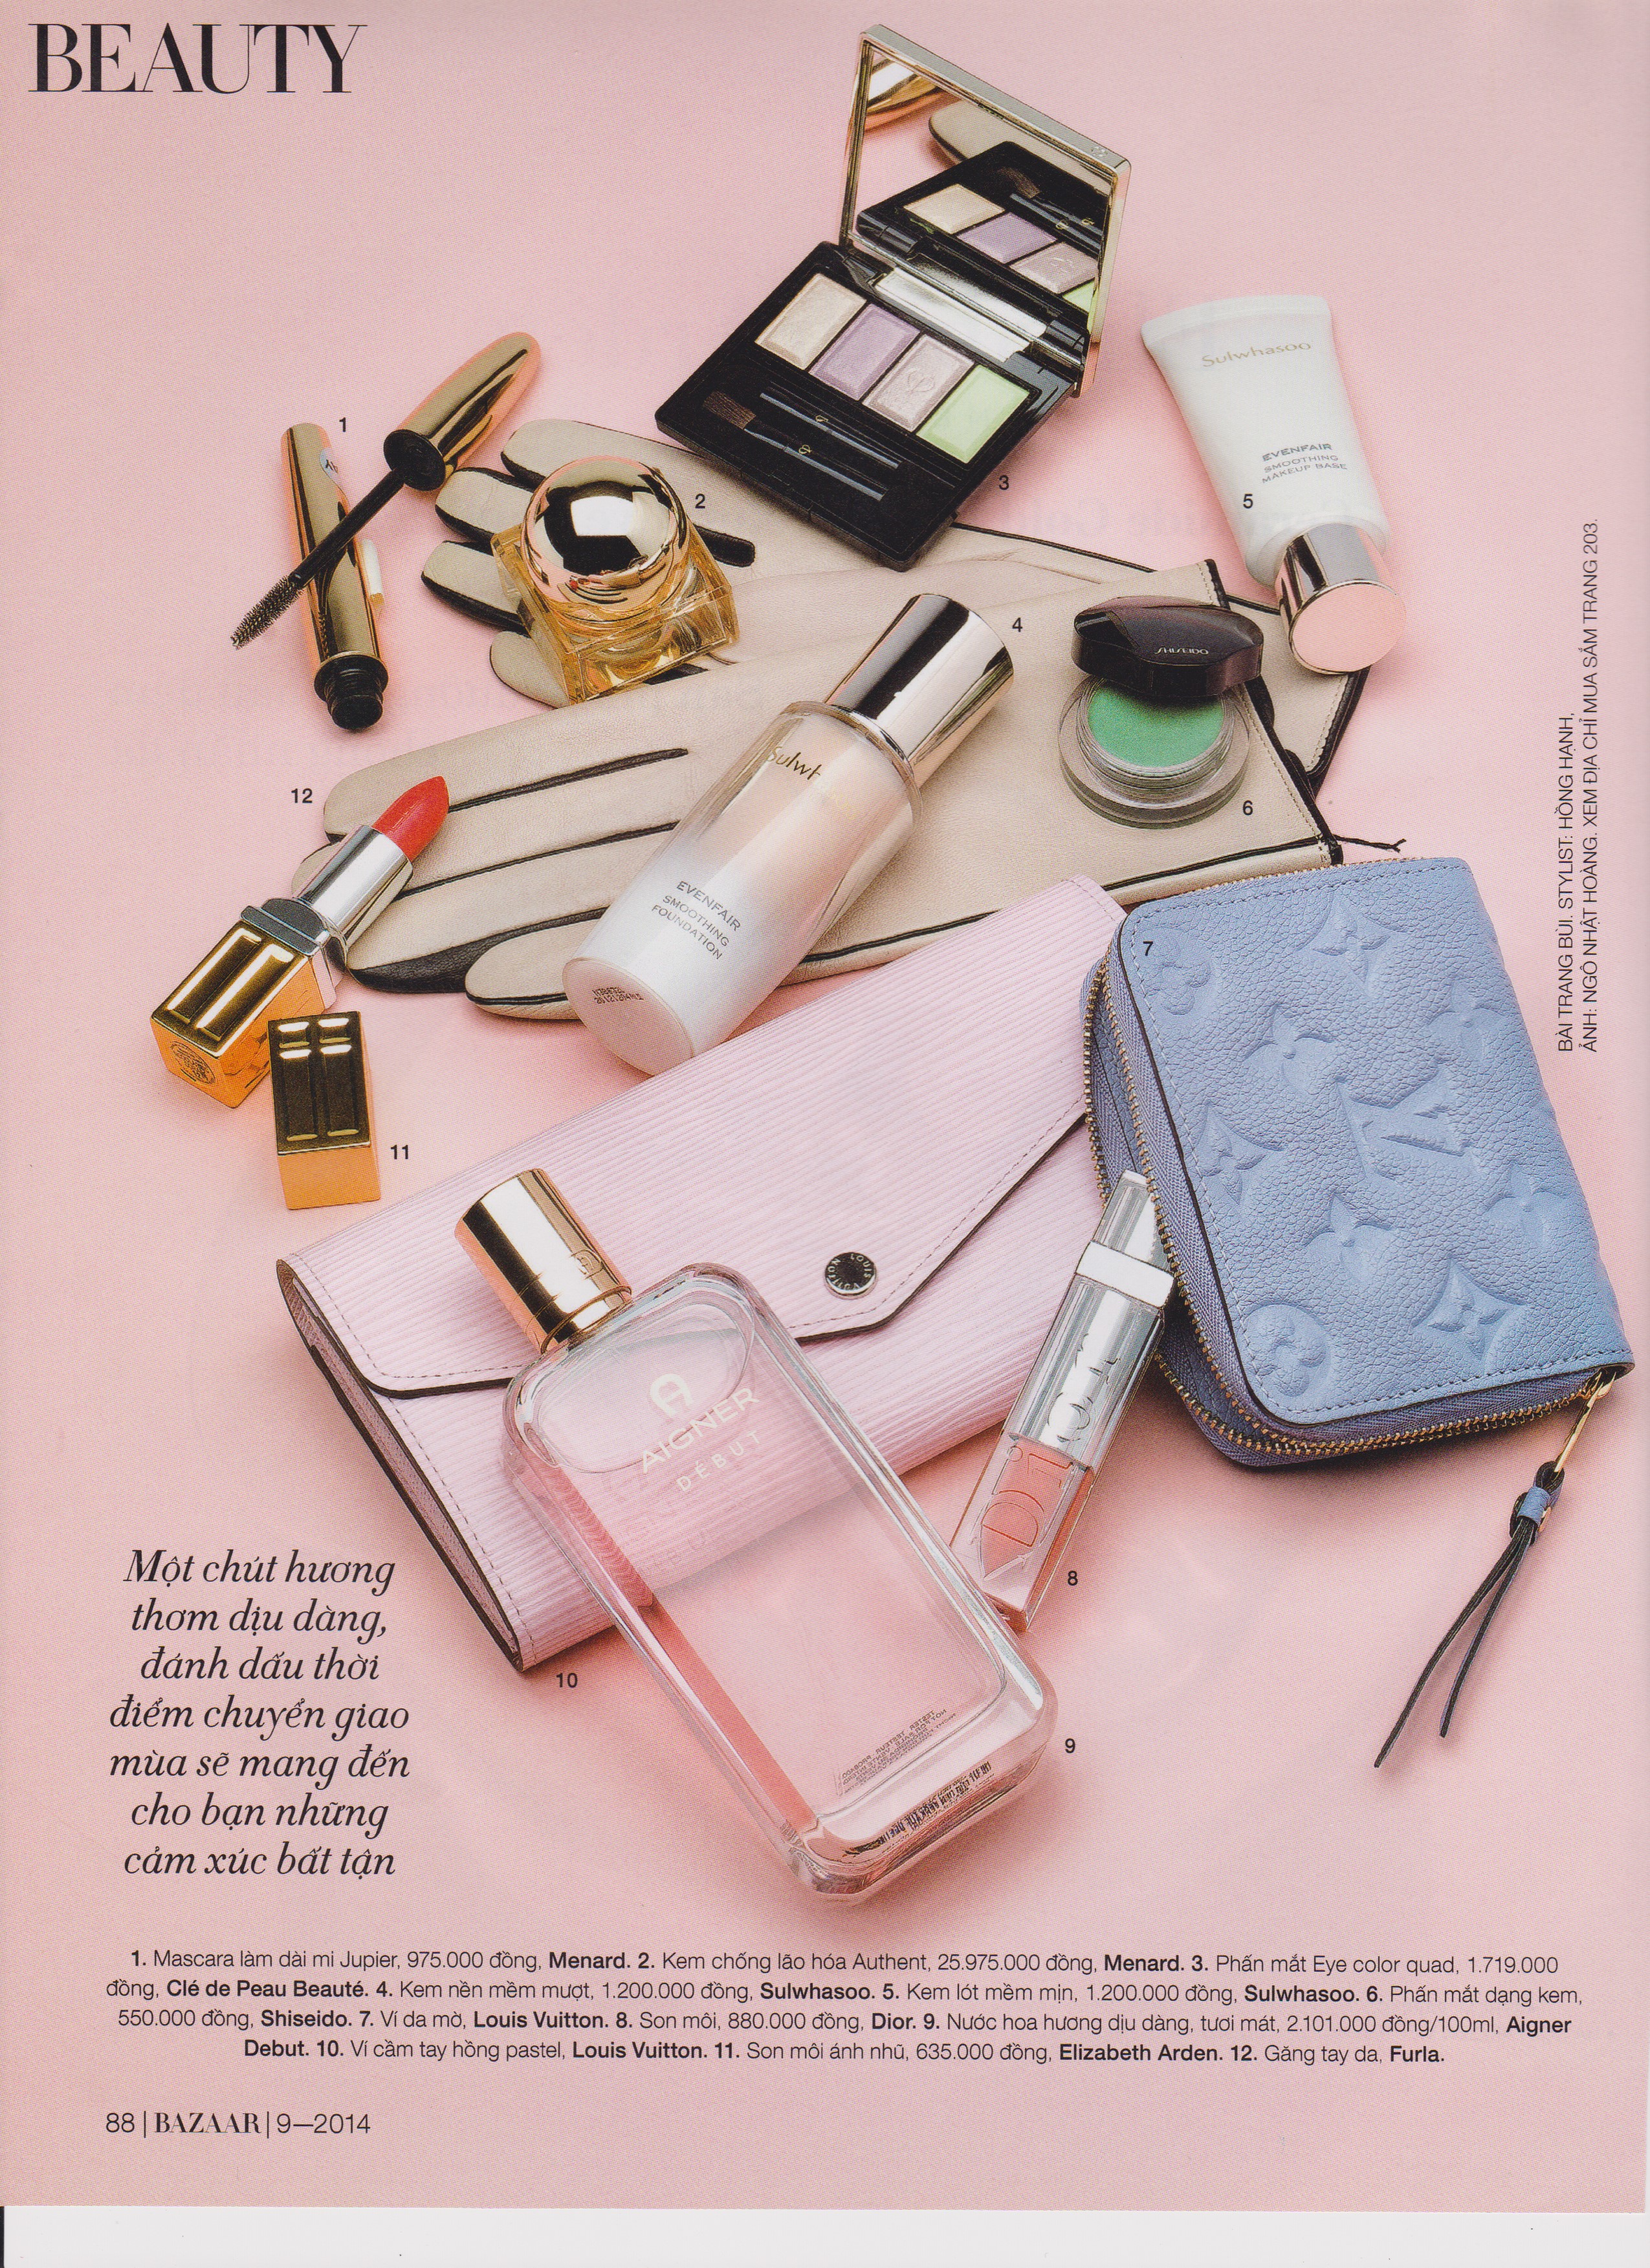 BEAUTY
1
2
3
Sulwhasoo
EVENFAIR
SMOOTHING
MAKEUP BASE
5
4
SHISEIDO
6
Sulwh
EVENFAIR
SMOOTHING
FOUNDATION
12
11
7
LOUIS
VUITTON
AIGNER
DÉBUT
Dior
8
10
9
BÀI TRANG BÙI. STYLIST: HỒNG HẠNH,
ẢNH: NGÔ NHẬT HOÀNG. XEM ĐỊA CHỈ MUA SẮM TRANG 203.
Một chút hương
thơm dịu dàng,
đánh dấu thời
điểm chuyển giao
mùa sẽ mang đến
cho bạn những
cảm xúc bất tận
1. Mascara làm dài mi Jupier, 975.000 đồng, Menard. 2. Kem chống lão hóa Authent, 25.975.000 đồng, Menard. 3. Phấn mắt Eye color quad, 1.719.000
đồng, Clé de Peau Beauté. 4. Kem nền mềm mượt, 1.200.000 đồng, Sulwhasoo. 5. Kem lót mềm mịn, 1.200.000 đồng, Sulwhasoo. 6. Phấn mắt dạng kem,
550.000 đồng, Shiseido. 7. Ví da mờ, Louis Vuitton. 8. Son môi, 880.000 đồng, Dior. 9. Nước hoa hương dịu dàng, tươi mát, 2.101.000 đồng/100ml, Aigner
Debut. 10. Ví cầm tay hồng pastel, Louis Vuitton. 11. Son môi ánh nhũ, 635.000 đồng, Elizabeth Arden. 12. Găng tay da, Furla.
88 | BAZAAR | 9—2014